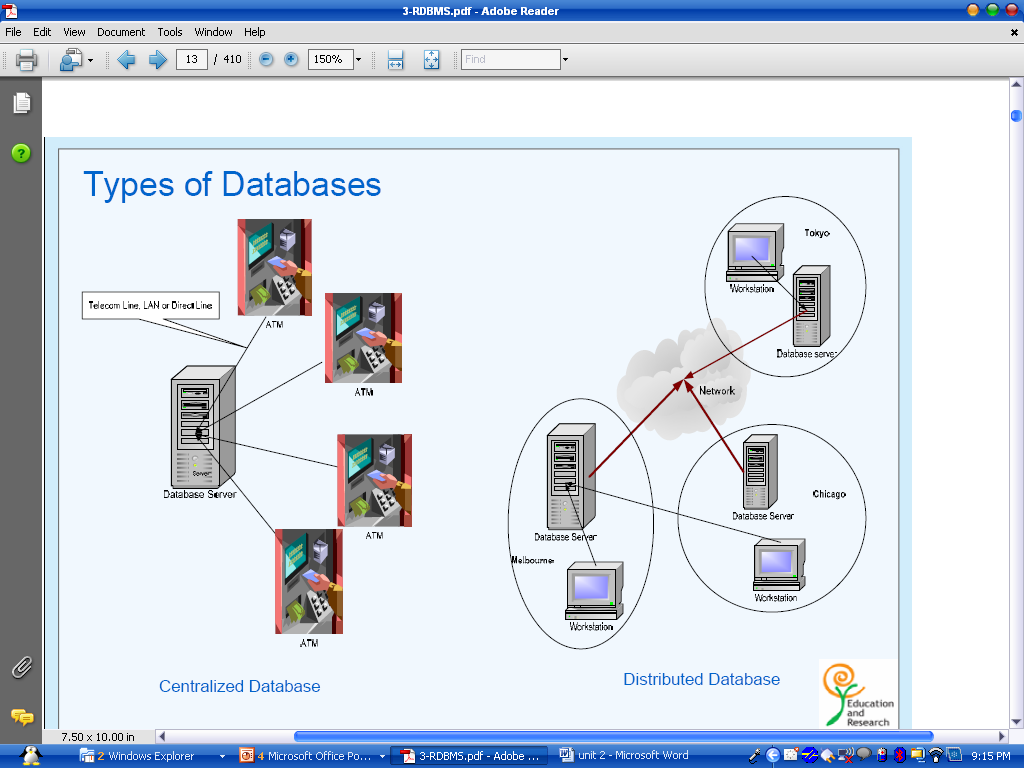 3-RDBMS.pdf - Adobe Reader
File Edit View Document Tools Window Help
13 / 410 150% Find
Types of Databases
Telecom Line, LAN or Direct Line
ATM
ATM
Server
Database Server
ATM
ATM
Centralized Database
Tokyo
Workstation
Database server
Network
Database Server
Melbourne
Workstation
Chicago
Database Server
Workstation
Distributed Database
Education
and
Research
7.50 x 10.00 in
2 Windows Explorer 4 Microsoft Office Po... 3-RDBMS.pdf - Adobe ... unit 2 - Microsoft Word 9:15 PM